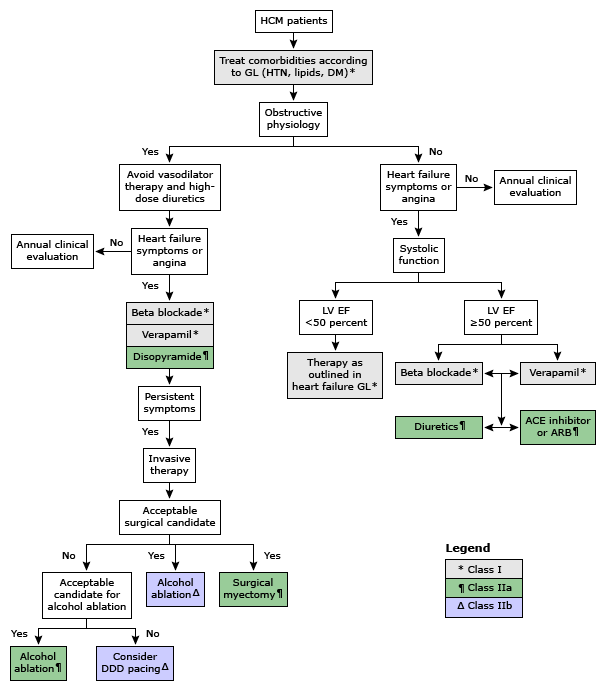 HCM patients
Treat comorbidities according
to GL (HTN, lipids, DM)*
Obstructive
physiology
Yes
No
Avoid vasodilator
therapy and high-
dose diuretics
Heart failure
symptoms or
angina
No
Annual clinical
evaluation
Yes
Annual clinical
evaluation
No
Heart failure
symptoms or
angina
Systolic
function
Yes
LV EF
<50 percent
LV EF
≥50 percent
Beta blockade*
Verapamil*
Disopyramide¶
Therapy as
outlined in
heart failure GL*
Beta blockade*
Verapamil*
Persistent
symptoms
Diuretics¶
ACE inhibitor
or ARB¶
Yes
Invasive
therapy
Acceptable
surgical candidate
No
Yes
Yes
Acceptable
candidate for
alcohol ablation
Alcohol
ablationΔ
Surgical
myectomy¶
Yes
No
Alcohol
ablation¶
Consider
DDD pacingΔ
Legend
* Class I
¶ Class IIa
Δ Class IIb